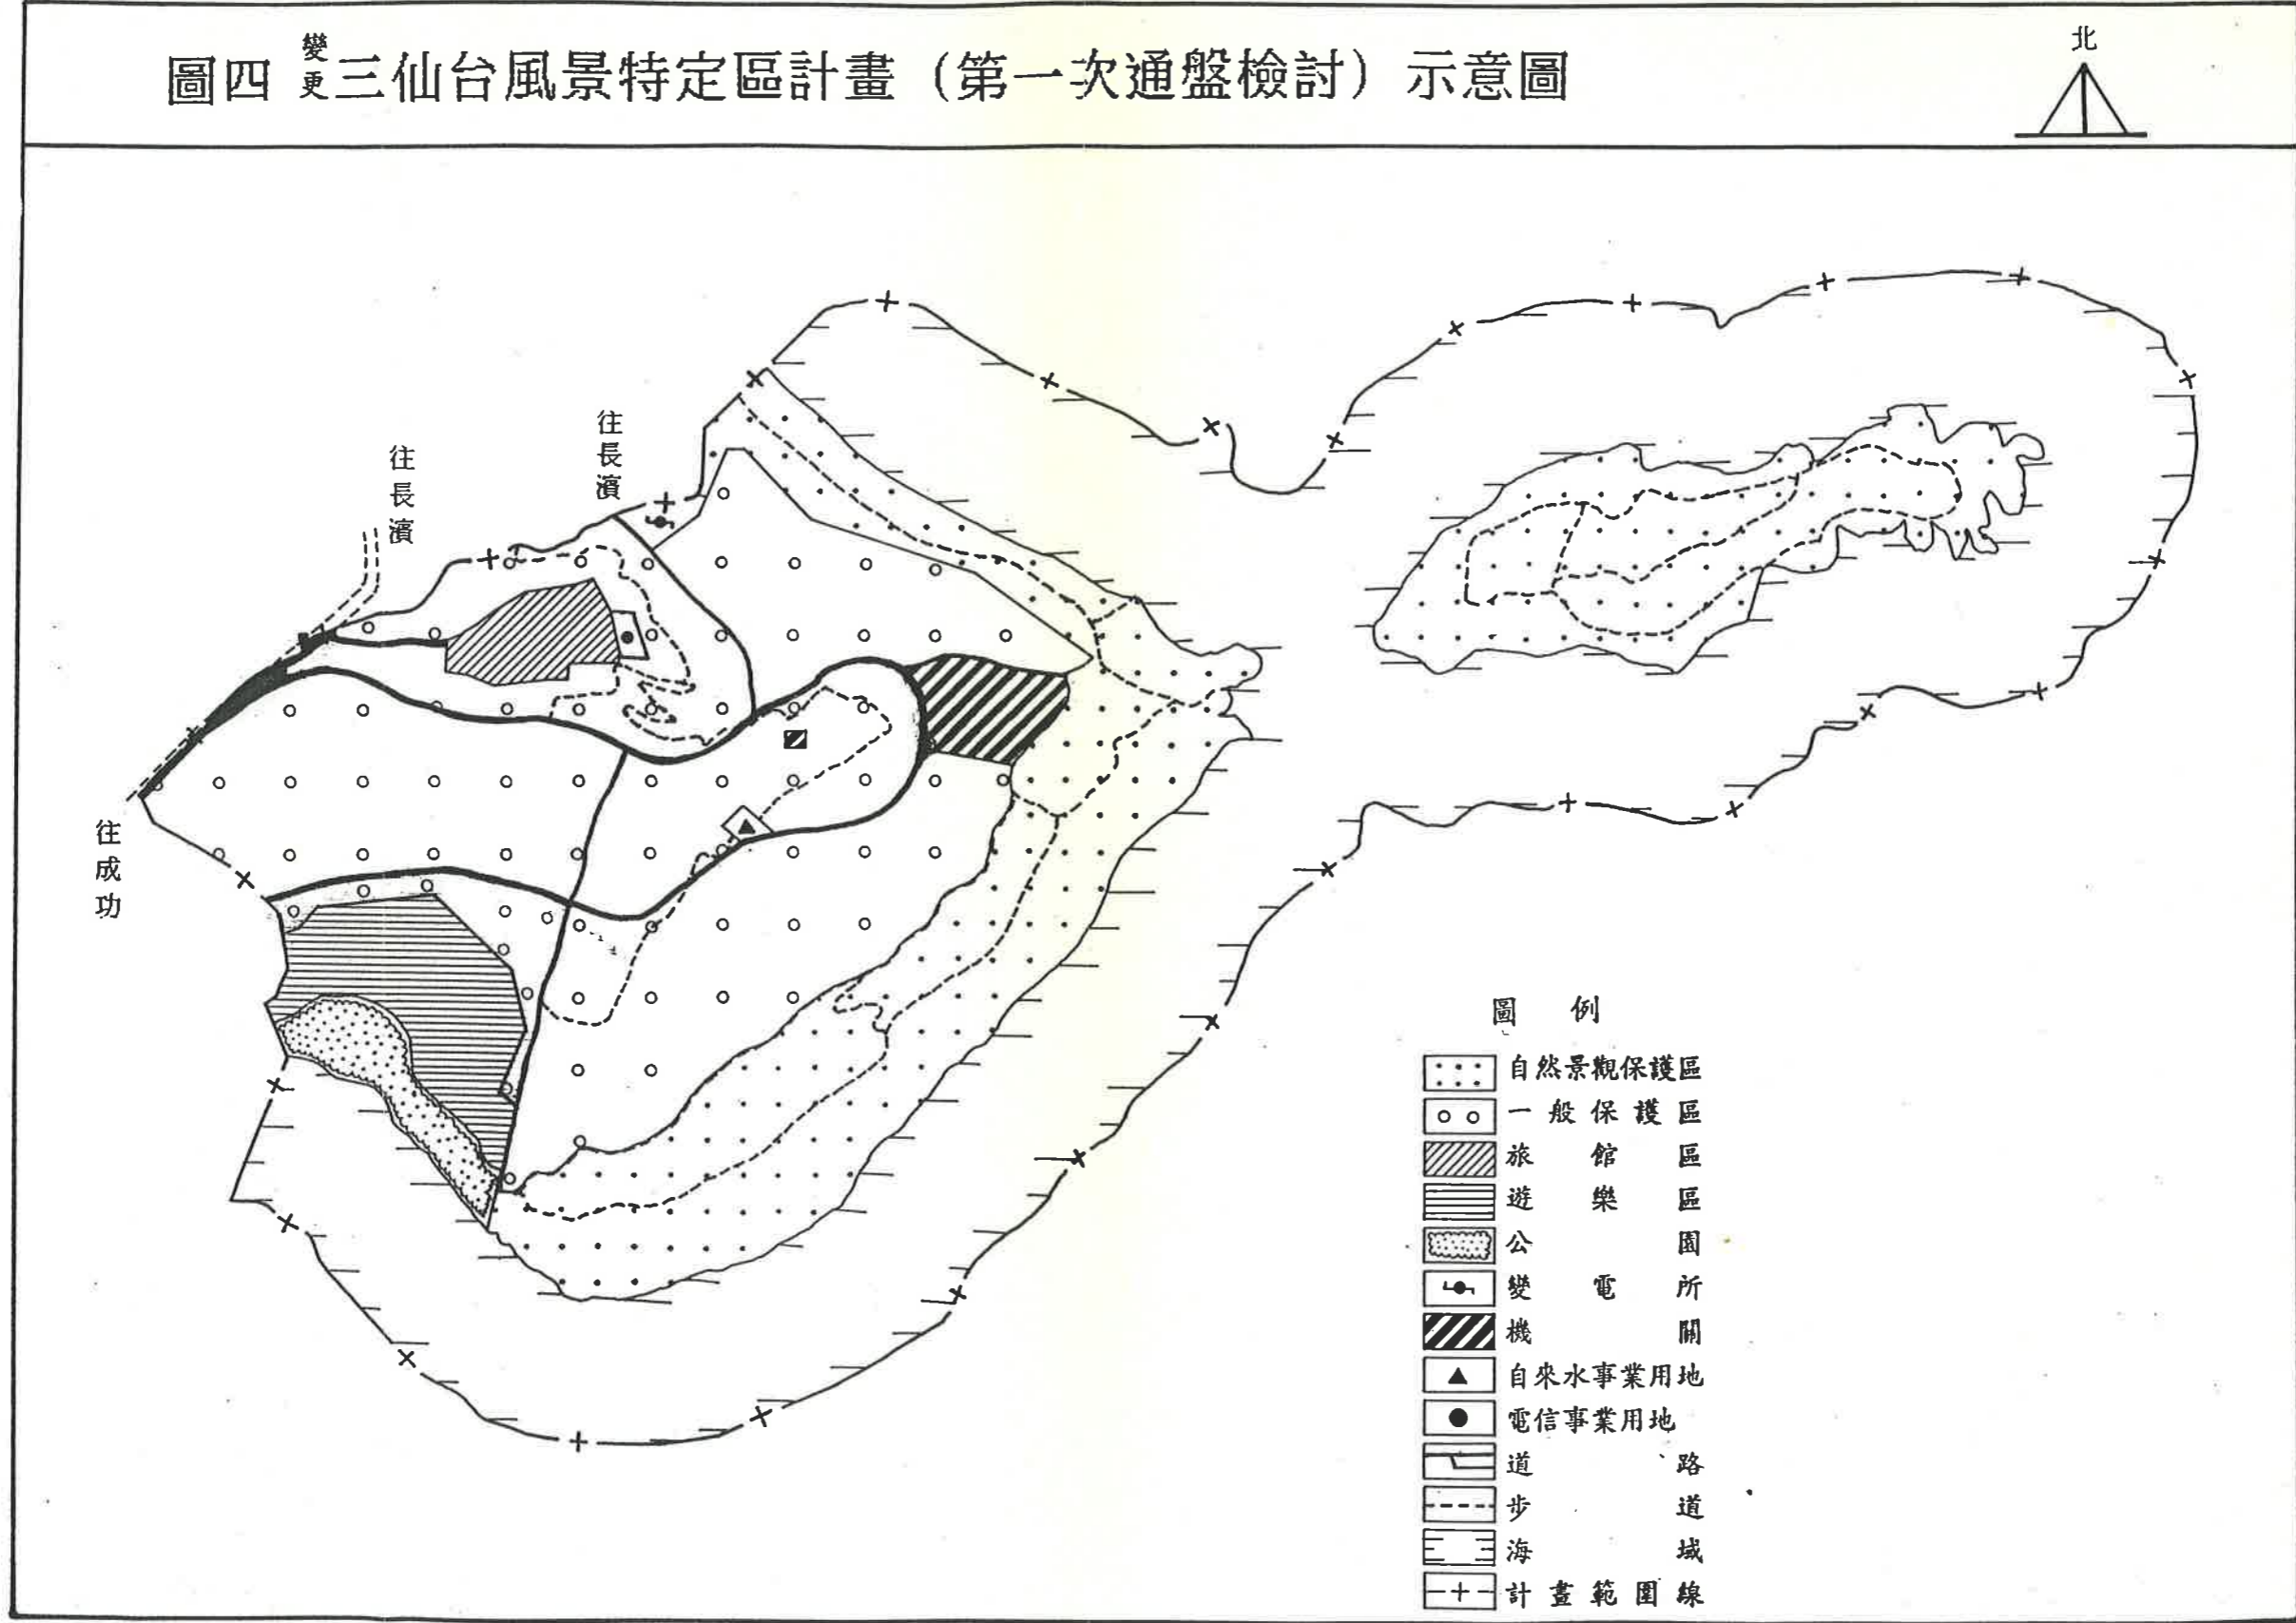 圖四 變更三仙台風景特定區計畫（第一次通盤檢討）示意圖
北
往長濱
往長濱
往成功
圖例
自然景觀保護區
一般保護區
旅館區
遊樂區
公園
變電所
機關
自來水事業用地
電信事業用地
道路
步道
海域
計畫範圍線